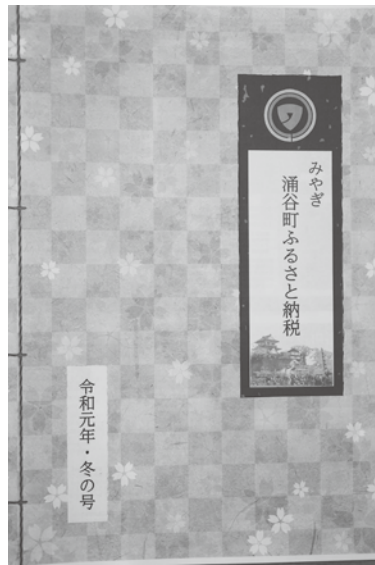 みやぎ
涌谷町ふるさと納税
令和元年・冬の号